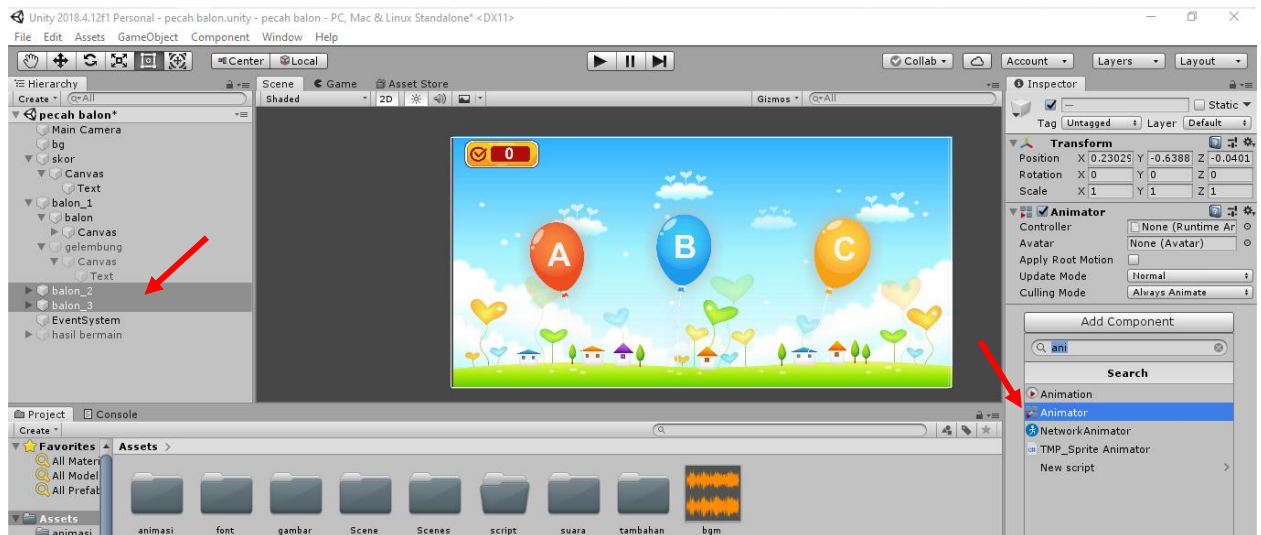 Unity 2018.4.12f1 Personal - pecah balon.unity - pecah balon - PC, Mac & Linux Standalone* <DX11>
File Edit Assets GameObject Component Window Help
Center Local Collab Account Layers Layout
Hierarchy
Create All
pecah balon*
Main Camera
bg
skor
Canvas
Text
balon_1
balon
Canvas
gelembung
Canvas
Text
balon_2
balon_3
EventSystem
hasil bermain
Scene Game Asset Store
Shaded 2D Gizmos All
0
A B C
Inspector
— Static
Tag Untagged Layer Default
Transform
Position X 0.23029 Y -0.6388 Z -0.0401
Rotation X 0 Y 0 Z 0
Scale X 1 Y 1 Z 1
Animator
Controller None (Runtime Ar
Avatar None (Avatar)
Apply Root Motion
Update Mode Normal
Culling Mode Always Animate
Add Component
ani
Search
Animation
Animator
NetworkAnimator
TMP_Sprite Animator
New script
Project Console
Create
Favorites
All Materi
All Model
All Prefab
Assets
animasi
Assets >
animasi font gambar Scene Scenes script suara tambahan bgm